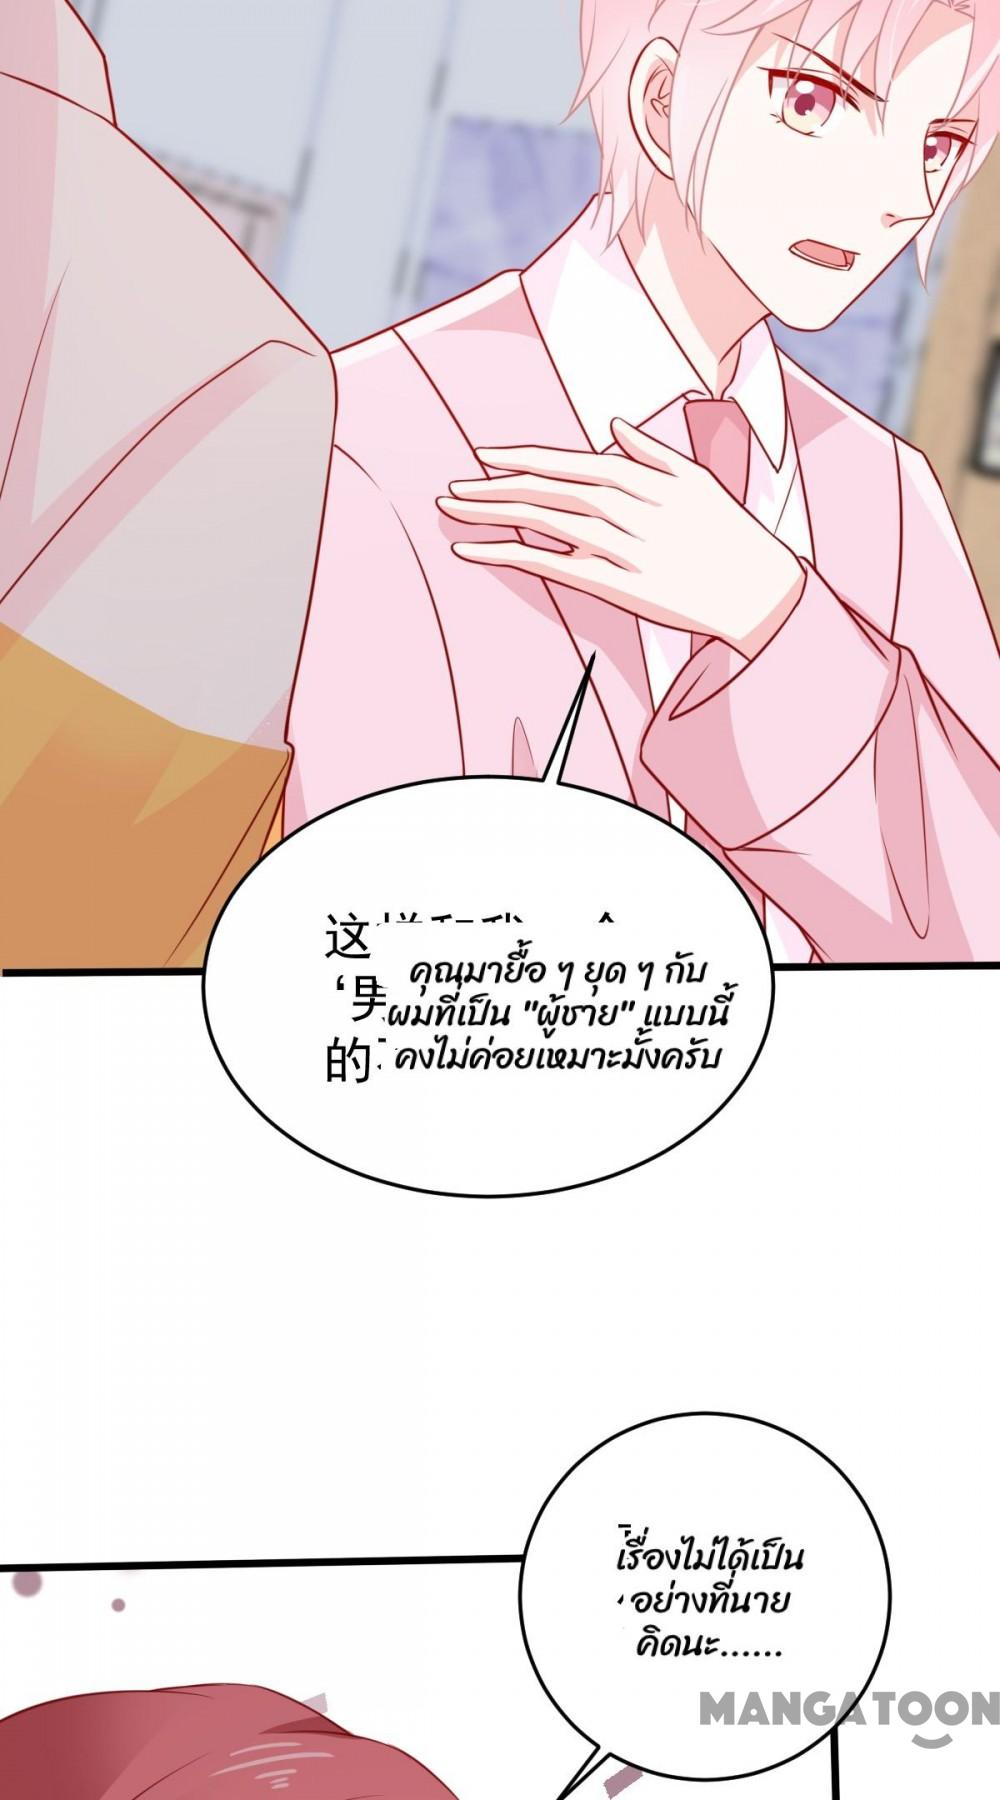 คุณมายื้อ ๆ ยุด ๆ กับ
ผมที่เป็น "ผู้ชาย" แบบนี้
คงไม่ค่อยเหมาะมั้งครับ
这
的
เรื่องไม่ได้เป็น
อย่างที่นาย
คิดนะ......
MANGATOON